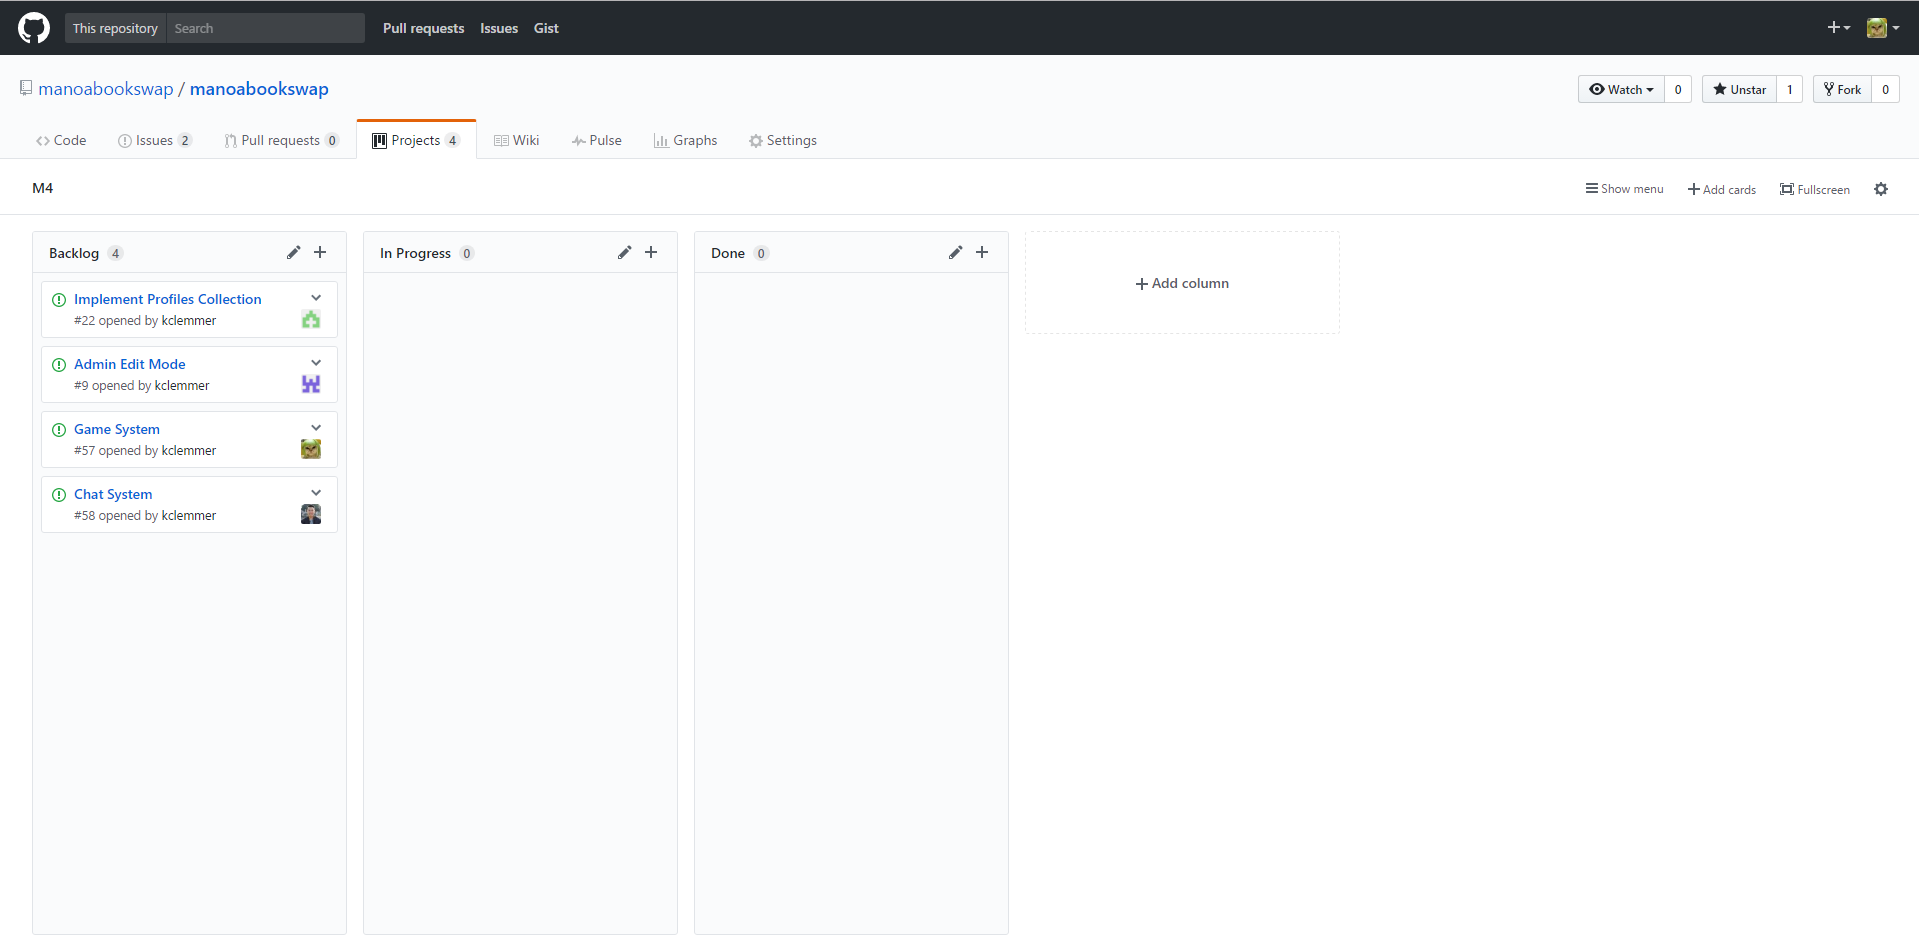 This repository Search Pull requests Issues Gist
manoabookswap / manoabookswap Watch 0 Unstar 1 Fork 0
Code Issues 2 Pull requests 0 Projects 4 Wiki Pulse Graphs Settings
M4 Show menu Add cards Fullscreen
Backlog 4
Implement Profiles Collection
#22 opened by kclemmer
Admin Edit Mode
#9 opened by kclemmer
Game System
#57 opened by kclemmer
Chat System
#58 opened by kclemmer
In Progress 0
Done 0
Add column